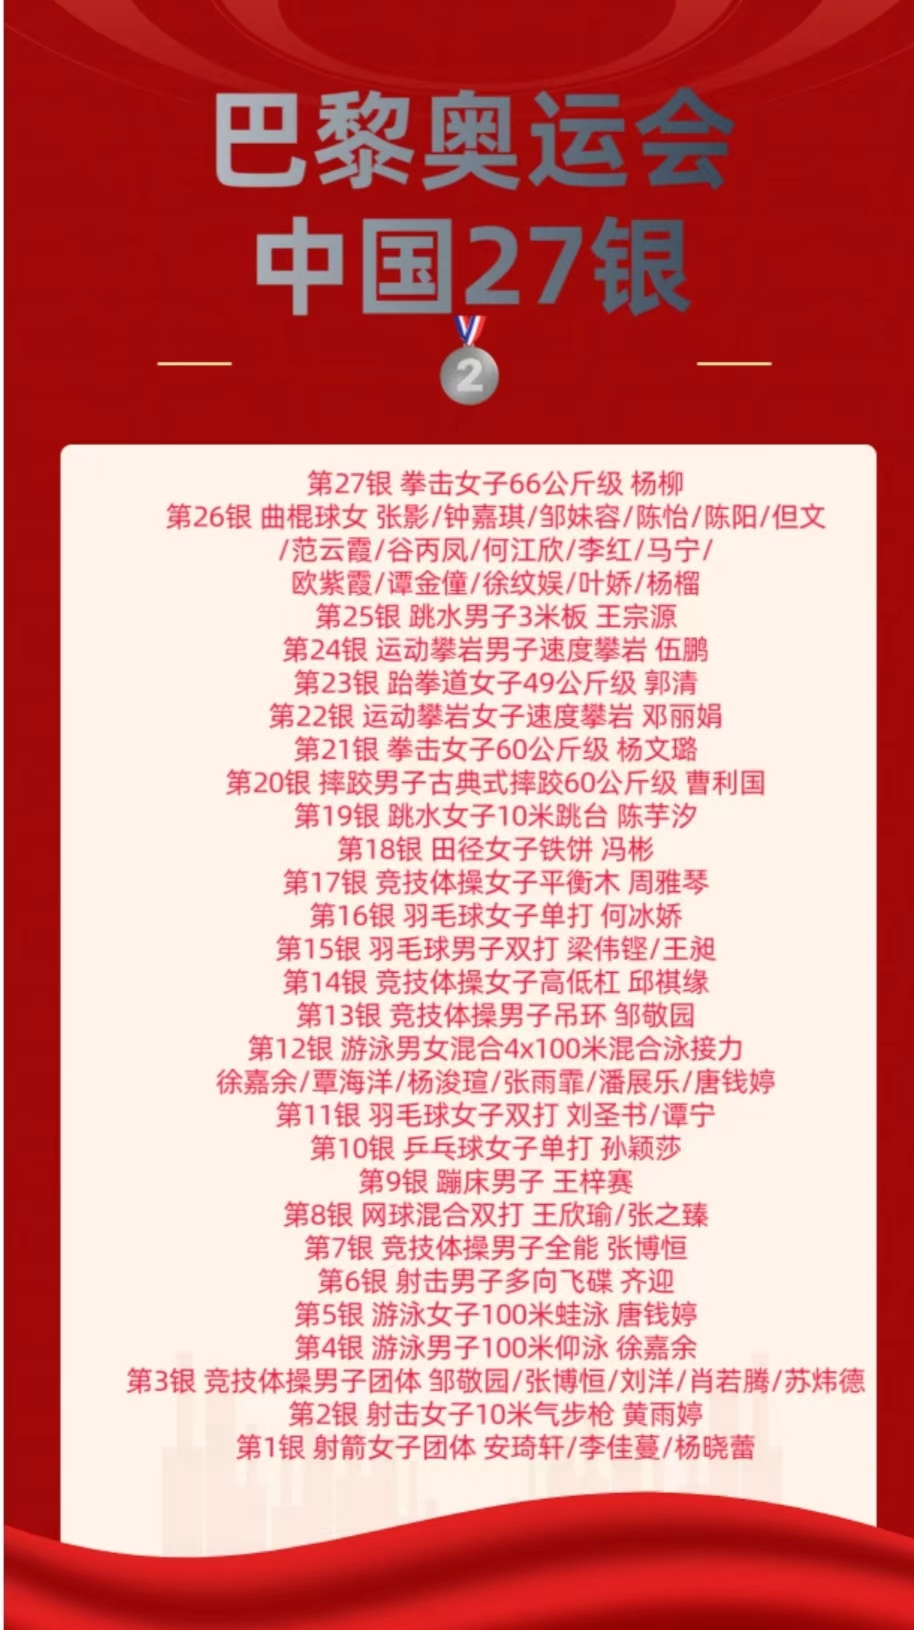 巴黎奥运会
中国27银
2
第27银 拳击女子66公斤级 杨柳
第26银 曲棍球女 张影/钟嘉琪/邹妹容/陈怡/陈阳/但文
/范云霞/谷丙凤/何江欣/李红/马宁/
欧紫霞/谭金僮/徐纹娱/叶娇/杨榴
第25银 跳水男子3米板 王宗源
第24银 运动攀岩男子速度攀岩 伍鹏
第23银 跆拳道女子49公斤级 郭清
第22银 运动攀岩女子速度攀岩 邓丽娟
第21银 拳击女子60公斤级 杨文璐
第20银 摔跤男子古典式摔跤60公斤级 曹利国
第19银 跳水女子10米跳台 陈芋汐
第18银 田径女子铁饼 冯彬
第17银 竞技体操女子平衡木 周雅琴
第16银 羽毛球女子单打 何冰娇
第15银 羽毛球男子双打 梁伟铿/王昶
第14银 竞技体操女子高低杠 邱祺缘
第13银 竞技体操男子吊环 邹敬园
第12银 游泳男女混合4x100米混合泳接力
徐嘉余/覃海洋/杨浚瑄/张雨霏/潘展乐/唐钱婷
第11银 羽毛球女子双打 刘圣书/谭宁
第10银 乒乓球女子单打 孙颖莎
第9银 蹦床男子 王梓赛
第8银 网球混合双打 王欣瑜/张之臻
第7银 竞技体操男子全能 张博恒
第6银 射击男子多向飞碟 齐迎
第5银 游泳女子100米蛙泳 唐钱婷
第4银 游泳男子100米仰泳 徐嘉余
第3银 竞技体操男子团体 邹敬园/张博恒/刘洋/肖若腾/苏炜德
第2银 射击女子10米气步枪 黄雨婷
第1银 射箭女子团体 安琦轩/李佳蔓/杨晓蕾